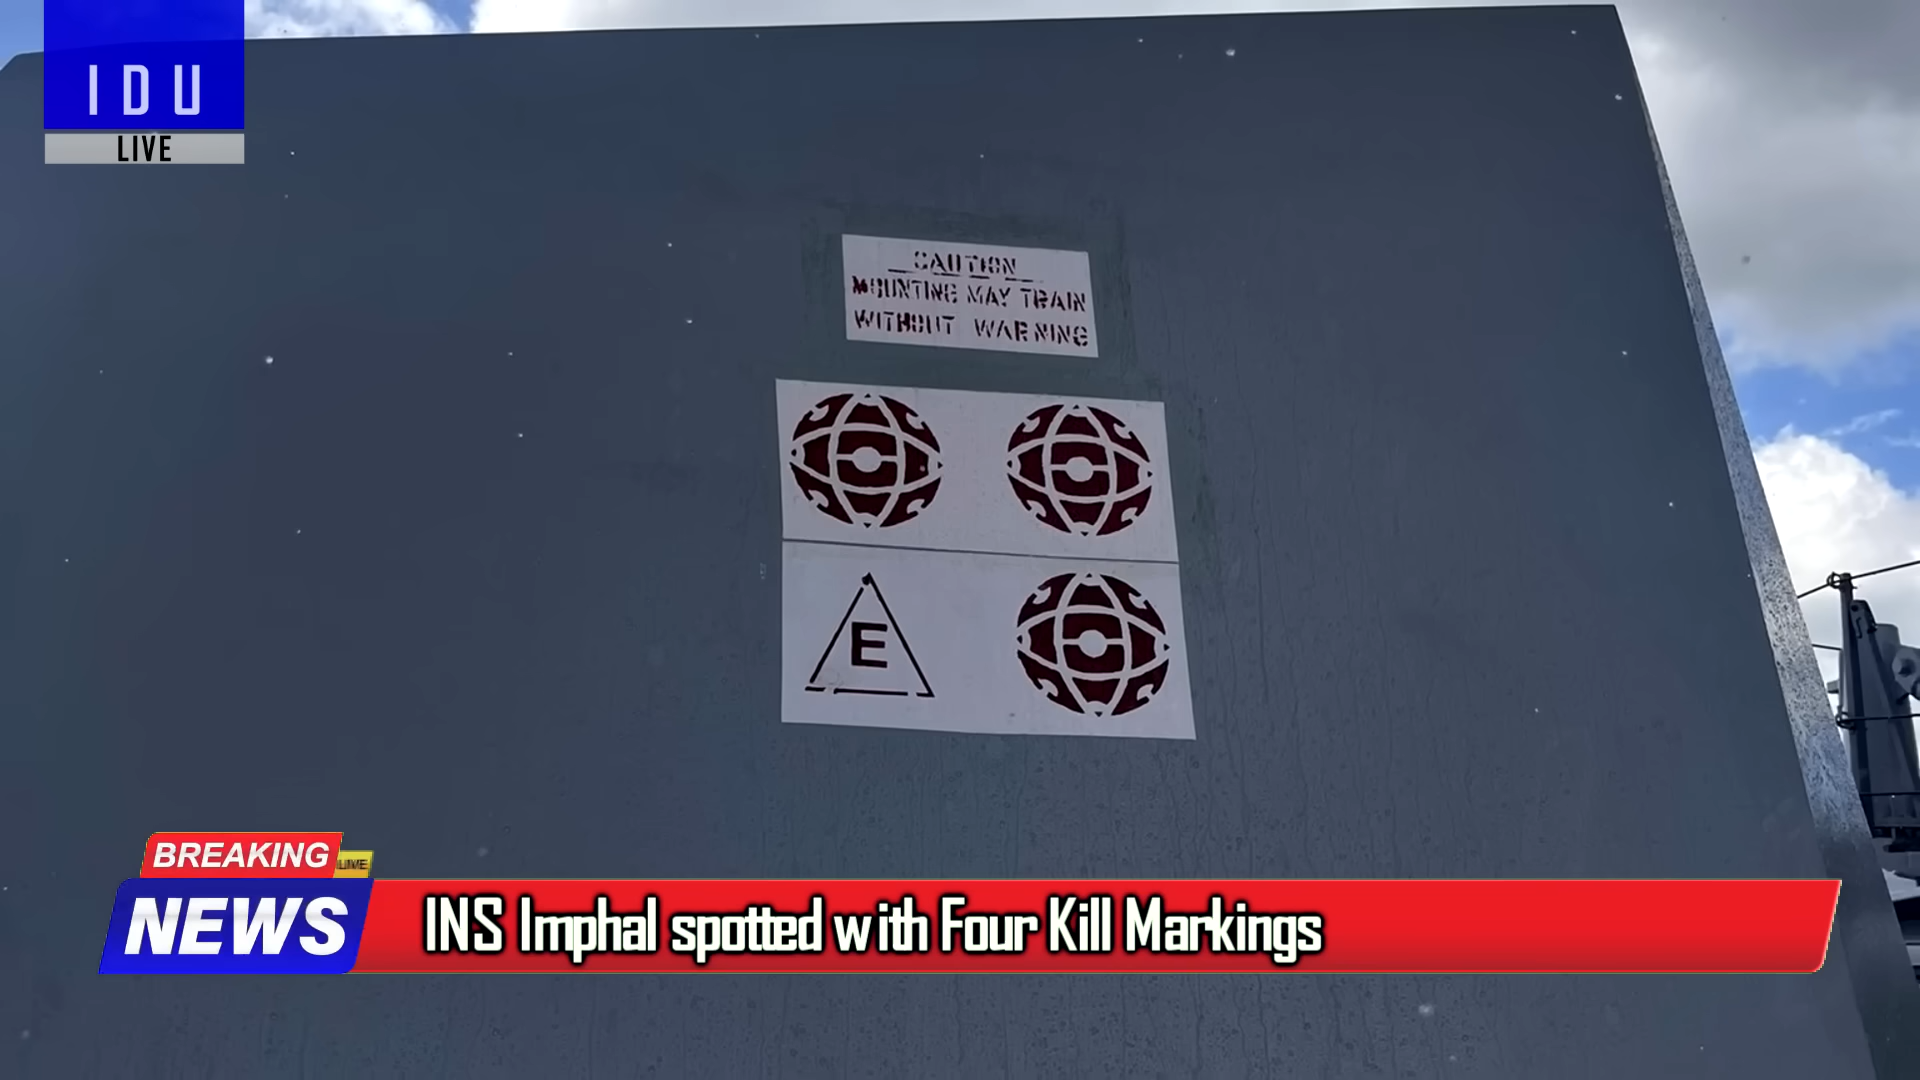 IDU
LIVE
CAUTION
MOUNTING MAY TRAIN
WITHOUT WARNING
E
BREAKING
LIVE
NEWS
INS Imphal spotted with Four Kill Markings